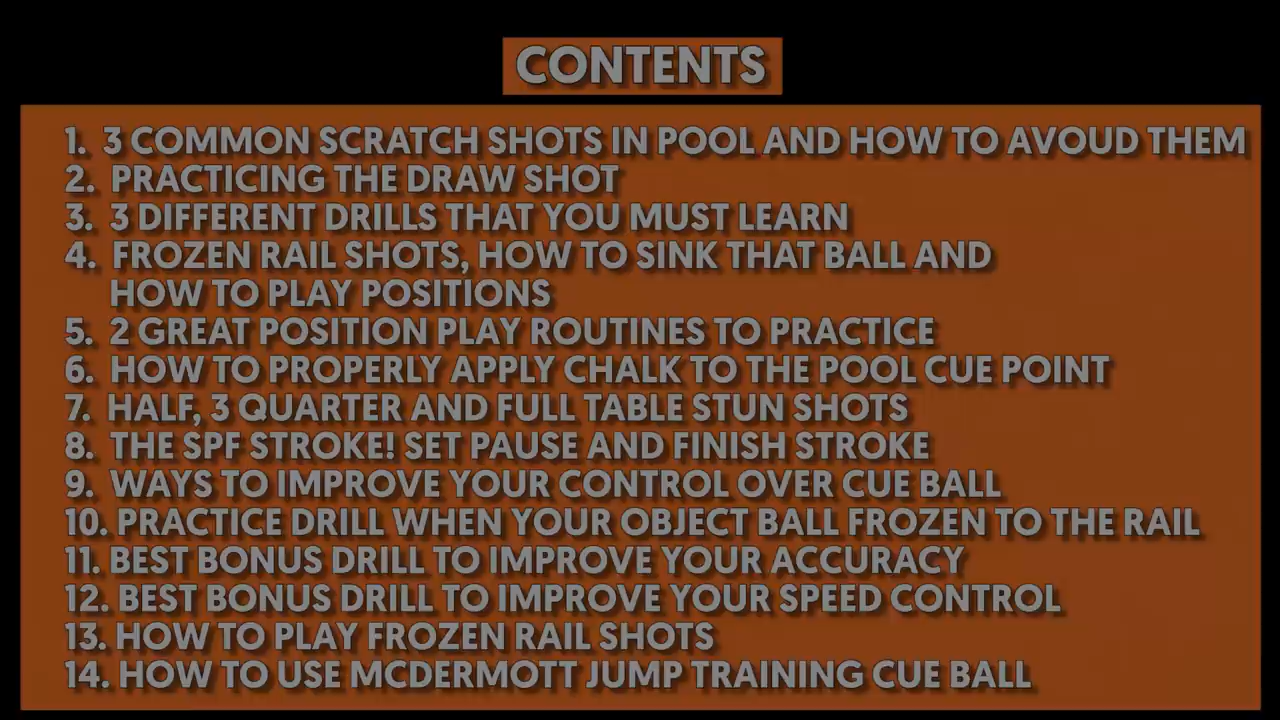 CONTENTS
1. 3 COMMON SCRATCH SHOTS IN POOL AND HOW TO AVOUD THEM
2. PRACTICING THE DRAW SHOT
3. 3 DIFFERENT DRILLS THAT YOU MUST LEARN
4. FROZEN RAIL SHOTS, HOW TO SINK THAT BALL AND
HOW TO PLAY POSITIONS
5. 2 GREAT POSITION PLAY ROUTINES TO PRACTICE
6. HOW TO PROPERLY APPLY CHALK TO THE POOL CUE POINT
7. HALF, 3 QUARTER AND FULL TABLE STUN SHOTS
8. THE SPF STROKE! SET PAUSE AND FINISH STROKE
9. WAYS TO IMPROVE YOUR CONTROL OVER CUE BALL
10. PRACTICE DRILL WHEN YOUR OBJECT BALL FROZEN TO THE RAIL
11. BEST BONUS DRILL TO IMPROVE YOUR ACCURACY
12. BEST BONUS DRILL TO IMPROVE YOUR SPEED CONTROL
13. HOW TO PLAY FROZEN RAIL SHOTS
14. HOW TO USE MCDERMOTT JUMP TRAINING CUE BALL